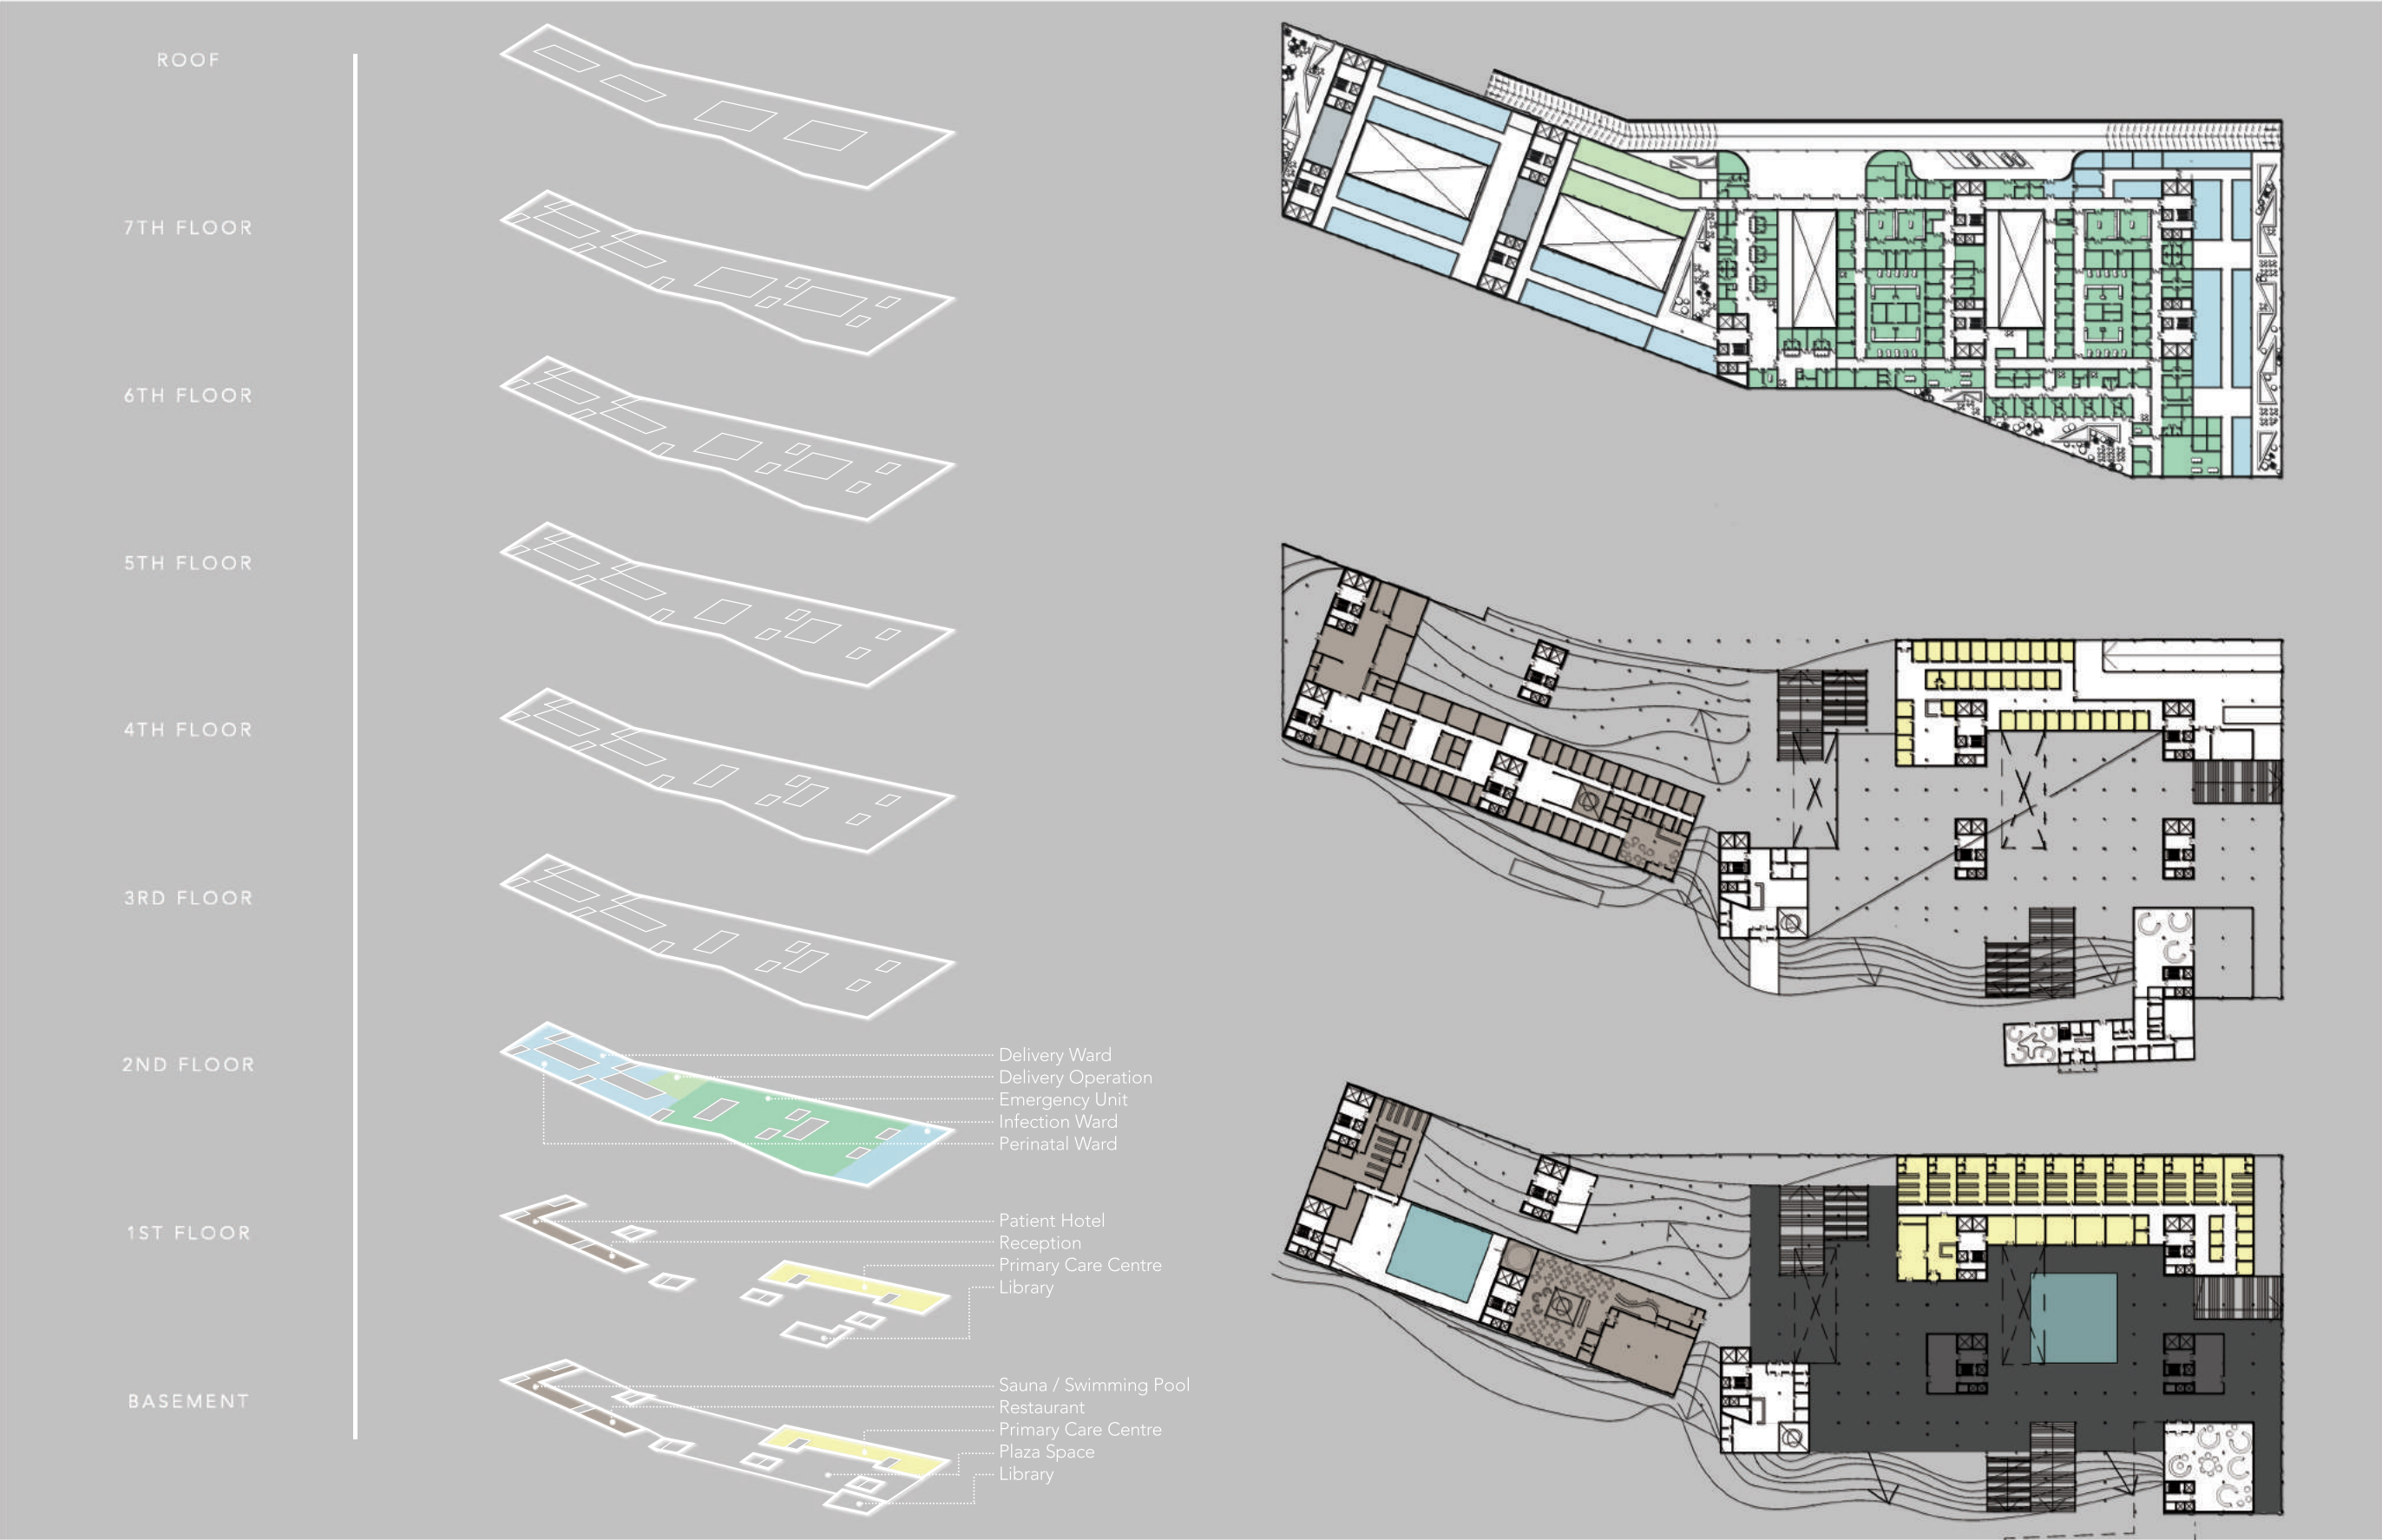 ROOF
7TH FLOOR
6TH FLOOR
5TH FLOOR
4TH FLOOR
3RD FLOOR
2ND FLOOR
Delivery Ward
Delivery Operation
Emergency Unit
Infection Ward
Perinatal Ward
1ST FLOOR
Patient Hotel
Reception
Primary Care Centre
Library
BASEMENT
Sauna / Swimming Pool
Restaurant
Primary Care Centre
Plaza Space
Library